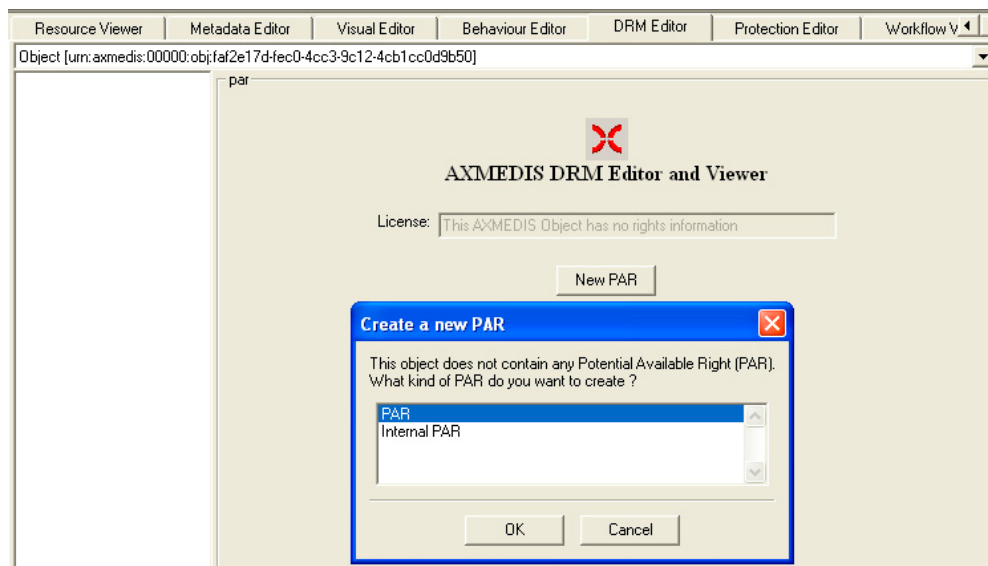 Resource Viewer Metadata Editor Visual Editor Behaviour Editor DRM Editor Protection Editor Workflow V
Object [urn:axmedis:00000:obj:faf2e17d-fec0-4cc3-9c12-4cb1cc0d9b50]
par
AXMEDIS DRM Editor and Viewer
License: This AXMEDIS Object has no rights information
New PAR
Create a new PAR
This object does not contain any Potential Available Right (PAR).
What kind of PAR do you want to create ?
PAR
Internal PAR
OK Cancel